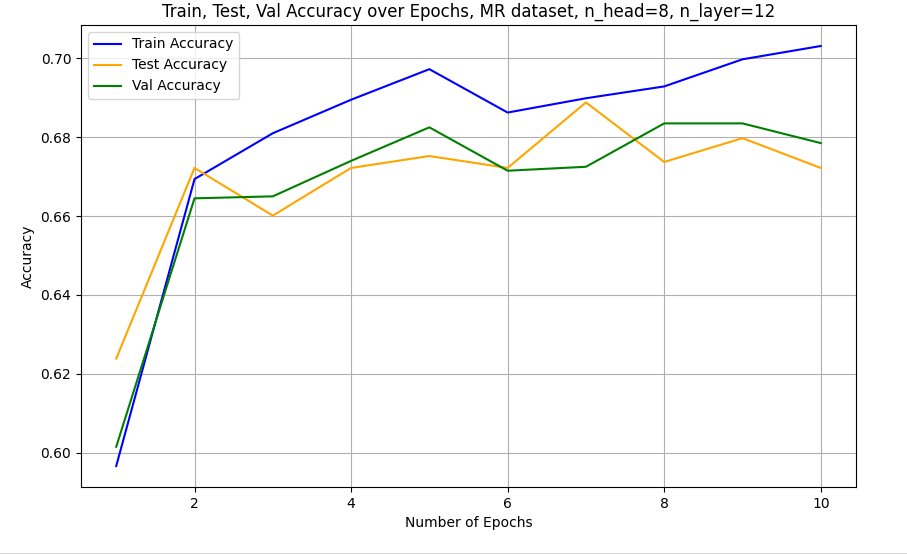 Train, Test, Val Accuracy over Epochs, MR dataset, n_head=8, n_layer=12
Train Accuracy
Test Accuracy
Val Accuracy
0.70
0.68
0.66
0.64
0.62
0.60
Accuracy
2 4 6 8 10
Number of Epochs